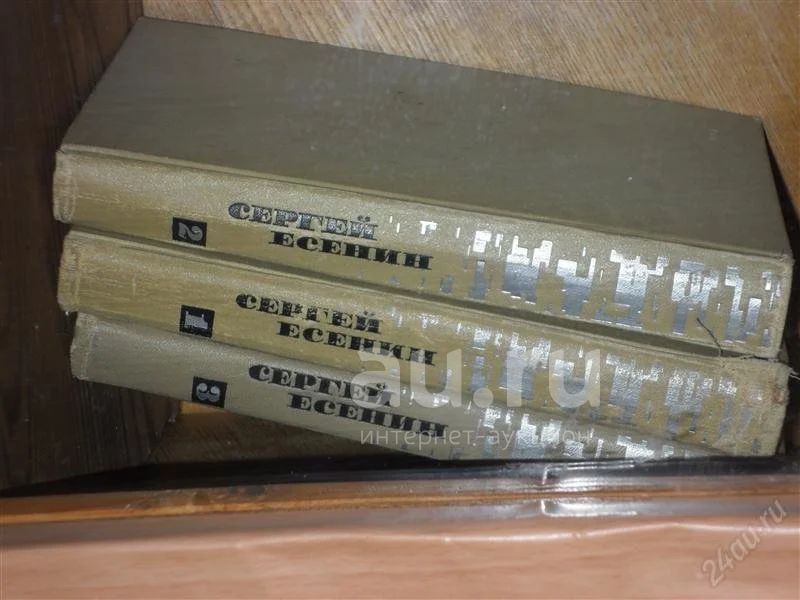 СЕРГЕЙ
ЕСЕНИН
2
СЕРГЕЙ
ЕСЕНИН
1
СЕРГЕЙ
ЕСЕНИН
3
au.ru
интернет-аукцион
24au.ru